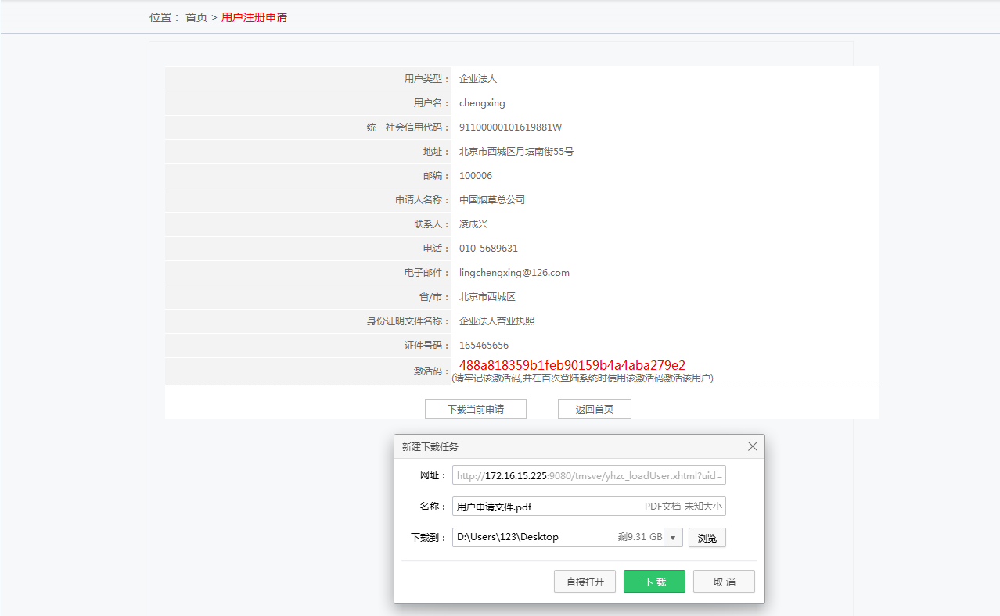 位置： 首页 > 用户注册申请
用户类型： 企业法人
用户名： chengxing
统一社会信用代码： 91100000101619881W
地址： 北京市西城区月坛南街55号
邮编： 100006
申请人名称： 中国烟草总公司
联系人： 凌成兴
电话： 010-5689631
电子邮件： lingchengxing@126.com
省/市： 北京市西城区
身份证明文件名称： 企业法人营业执照
证件号码： 165465656
激活码： 488a818359b1feb90159b4a4aba279e2
(请牢记该激活码,并在首次登陆系统时使用该激活码激活该用户)
下载当前申请 返回首页
新建下载任务
网址： http://172.16.15.225:9080/tmsve/yhzc_loadUser.xhtml?uid=
名称： 用户申请文件.pdf PDF文档 未知大小
下载到： D:\Users\123\Desktop 剩9.31 GB 浏览
直接打开 下 载 取 消